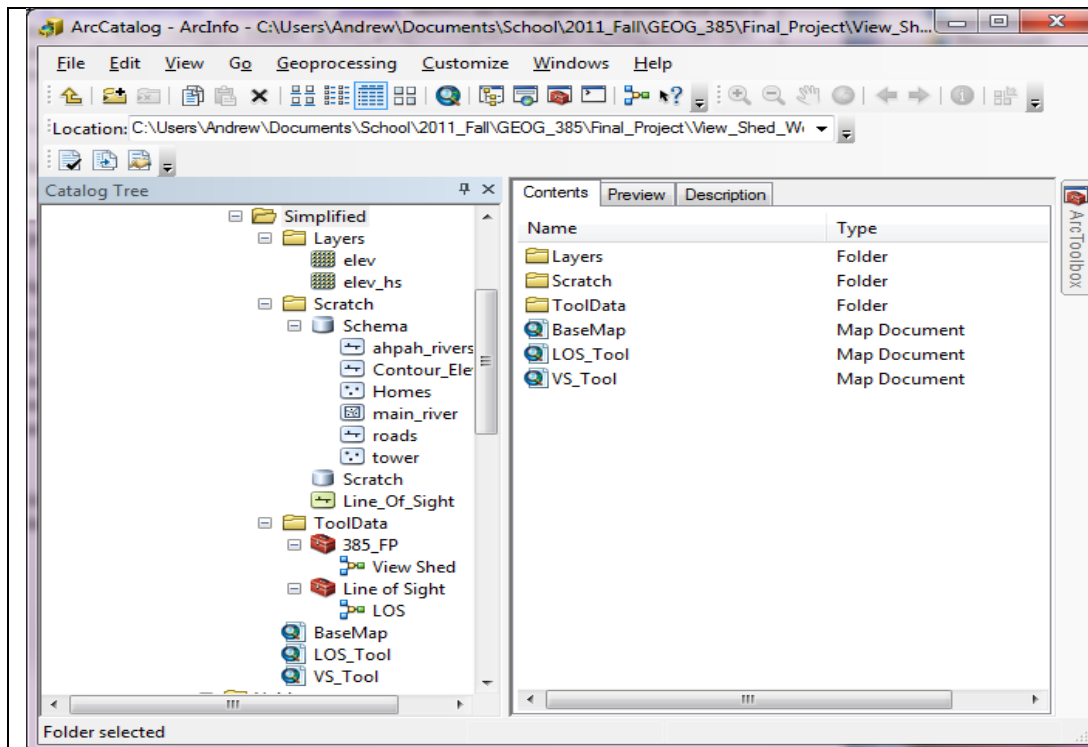 ArcCatalog - ArcInfo - C:\Users\Andrew\Documents\School\2011_Fall\GEOG_385\Final_Project\View_Sh...
File Edit View Go Geoprocessing Customize Windows Help
Location: C:\Users\Andrew\Documents\School\2011_Fall\GEOG_385\Final_Project\View_Shed_W
Catalog Tree
Simplified
Layers
elev
elev_hs
Scratch
Schema
ahpah_rivers
Contour_Ele
Homes
main_river
roads
tower
Scratch
Line_Of_Sight
ToolData
385_FP
View Shed
Line of Sight
LOS
BaseMap
LOS_Tool
VS_Tool
Contents Preview Description
Name Type
Layers Folder
Scratch Folder
ToolData Folder
BaseMap Map Document
LOS_Tool Map Document
VS_Tool Map Document
ArcToolbox
Folder selected